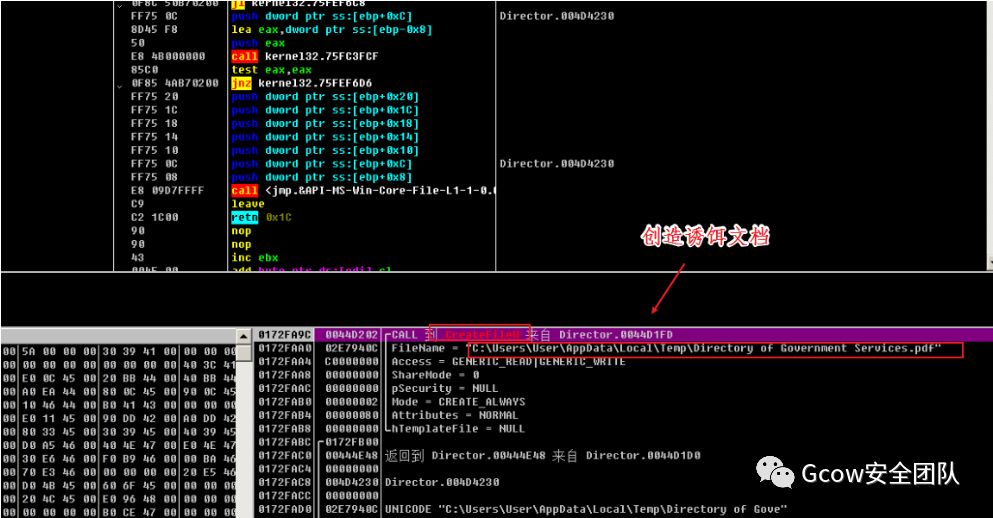 0F8C 50B70200 jl kernel32.75FEF6C8
FF75 0C push dword ptr ss:[ebp+0xC] Director.004D4230
8D45 F8 lea eax,dword ptr ss:[ebp-0x8]
50 push eax
E8 4B000000 call kernel32.75FC3FCF
85C0 test eax,eax
0F85 4AB70200 jnz kernel32.75FEF6D6
FF75 20 push dword ptr ss:[ebp+0x20]
FF75 1C push dword ptr ss:[ebp+0x1C]
FF75 18 push dword ptr ss:[ebp+0x18]
FF75 14 push dword ptr ss:[ebp+0x14]
FF75 10 push dword ptr ss:[ebp+0x10]
FF75 0C push dword ptr ss:[ebp+0xC] Director.004D4230
FF75 08 push dword ptr ss:[ebp+0x8]
E8 09D7FFFF call <jmp.&API-MS-Win-Core-File-L1-1-0.
C9 leave
C2 1C00 retn 0x1C
90 nop
90 nop
43 inc ebx
创造诱饵文档
0172FA9C 0044D202 CALL 到 CreateFileW 来自 Director.0044D1FD
00 5A 00 00 00 30 39 41 00 00 00 00 0172FAA0 02E7940C FileName = "C:\Users\User\AppData\Local\Temp\Directory of Government Services.pdf"
00 00 00 00 00 00 00 00 00 40 3C 41 0172FAA4 C0000000 Access = GENERIC_READ|GENERIC_WRITE
00 E0 0C 45 00 20 BB 44 00 40 BB 44 0172FAA8 00000000 ShareMode = 0
00 A0 EA 44 00 80 0C 45 00 90 0C 45 0172FAAC 00000000 pSecurity = NULL
00 10 46 44 00 B0 41 43 00 00 00 00 0172FAB0 00000002 Mode = CREATE_ALWAYS
00 E0 11 45 00 90 DD 42 00 A0 DD 42 0172FAB4 00000080 Attributes = NORMAL
00 80 33 45 00 30 39 45 00 40 39 45 0172FAB8 00000000 hTemplateFile = NULL
00 D0 A5 46 00 40 4E 47 00 E0 4E 47 0172FABC 0172FB00
00 30 E6 46 00 F0 B9 46 00 00 BA 46 0172FAC0 00444E48 返回到 Director.00444E48 来自 Director.0044D1D0
00 70 E3 46 00 00 00 00 00 20 E5 46 0172FAC4 00000000
00 D0 4B 45 00 60 6F 45 00 00 00 00 0172FAC8 004D4230 Director.004D4230
00 20 4C 45 00 E0 96 48 00 00 00 00 0172FACC 00000000
00 00 00 00 00 B0 CE 47 00 00 00 00 0172FAD0 02E7940C UNICODE "C:\Users\User\AppData\Local\Temp\Directory of Gove"
Gcow安全团队